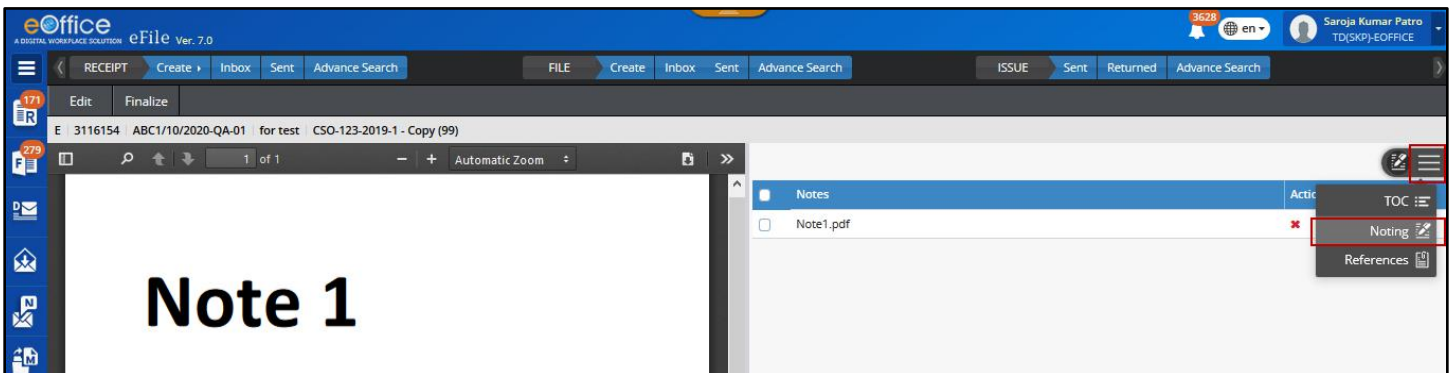 eOffice
A DIGITAL WORKPLACE SOLUTION eFile Ver. 7.0
3628
en
Saroja Kumar Patro
TD(SKP)-EOFFICE
RECEIPT Create Inbox Sent Advance Search FILE Create Inbox Sent Advance Search ISSUE Sent Returned Advance Search
171
R
Edit Finalize
E 3116154 ABC1/10/2020-QA-01 for test CSO-123-2019-1 - Copy (99)
279
F
1 of 1 − + Automatic Zoom
Notes
TOC
D
Note1.pdf
Noting
References
Note 1
N
M